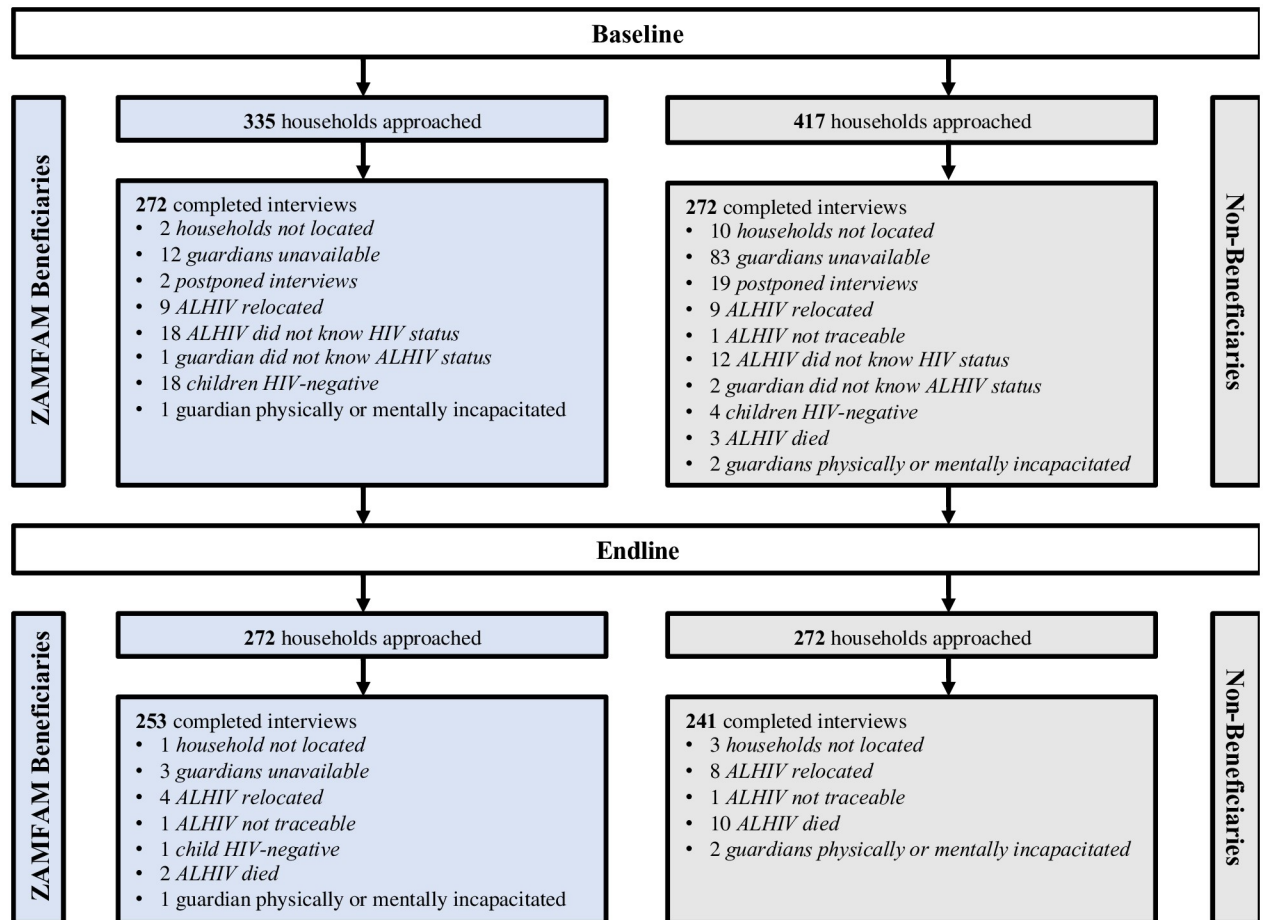 Baseline
ZAMFAM Beneficiaries
335 households approached
272 completed interviews
• 2 households not located
• 12 guardians unavailable
• 2 postponed interviews
• 9 ALHIV relocated
• 18 ALHIV did not know HIV status
• 1 guardian did not know ALHIV status
• 18 children HIV-negative
• 1 guardian physically or mentally incapacitated
417 households approached
272 completed interviews
• 10 households not located
• 83 guardians unavailable
• 19 postponed interviews
• 9 ALHIV relocated
• 1 ALHIV not traceable
• 12 ALHIV did not know HIV status
• 2 guardian did not know ALHIV status
• 4 children HIV-negative
• 3 ALHIV died
• 2 guardians physically or mentally incapacitated
Non-Beneficiaries
Endline
ZAMFAM Beneficiaries
272 households approached
253 completed interviews
• 1 household not located
• 3 guardians unavailable
• 4 ALHIV relocated
• 1 ALHIV not traceable
• 1 child HIV-negative
• 2 ALHIV died
• 1 guardian physically or mentally incapacitated
272 households approached
241 completed interviews
• 3 households not located
• 8 ALHIV relocated
• 1 ALHIV not traceable
• 10 ALHIV died
• 2 guardians physically or mentally incapacitated
Non-Beneficiaries